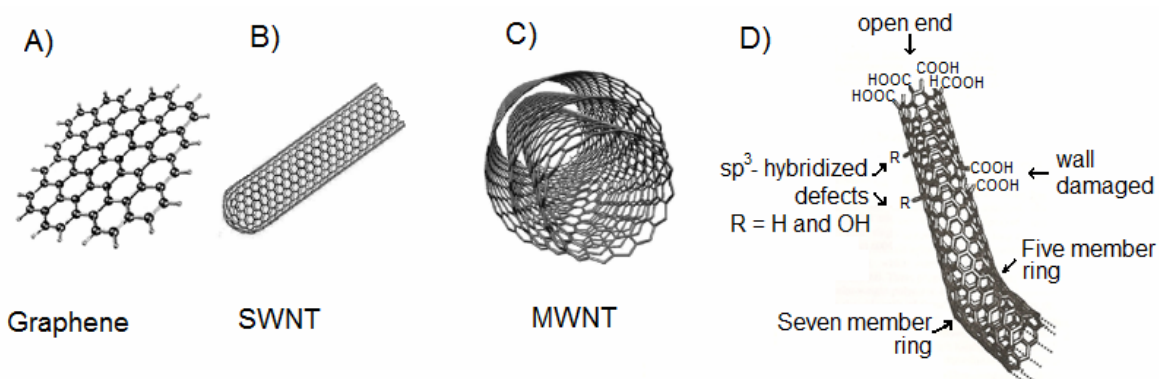 A)
Graphene
B)
SWNT
C)
MWNT
D)
open end
COOH
HOOC H COOH
HOOC
sp³- hybridized
defects
R = H and OH
R
R
COOH
COOH
wall
damaged
Five member
ring
Seven member
ring